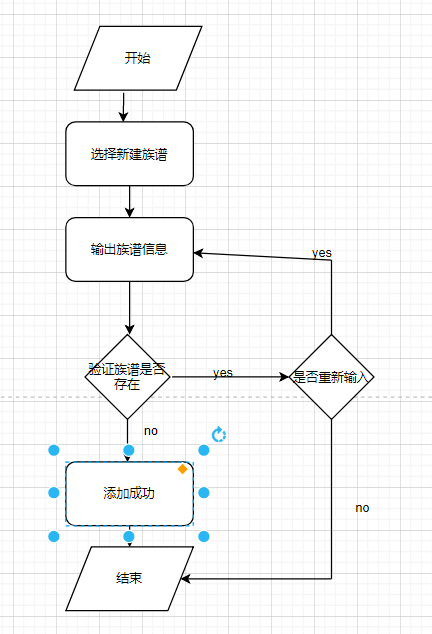 开始
选择新建族谱
输出族谱信息
yes
验证族谱是否
存在
yes
是否重新输入
no
添加成功
no
结束